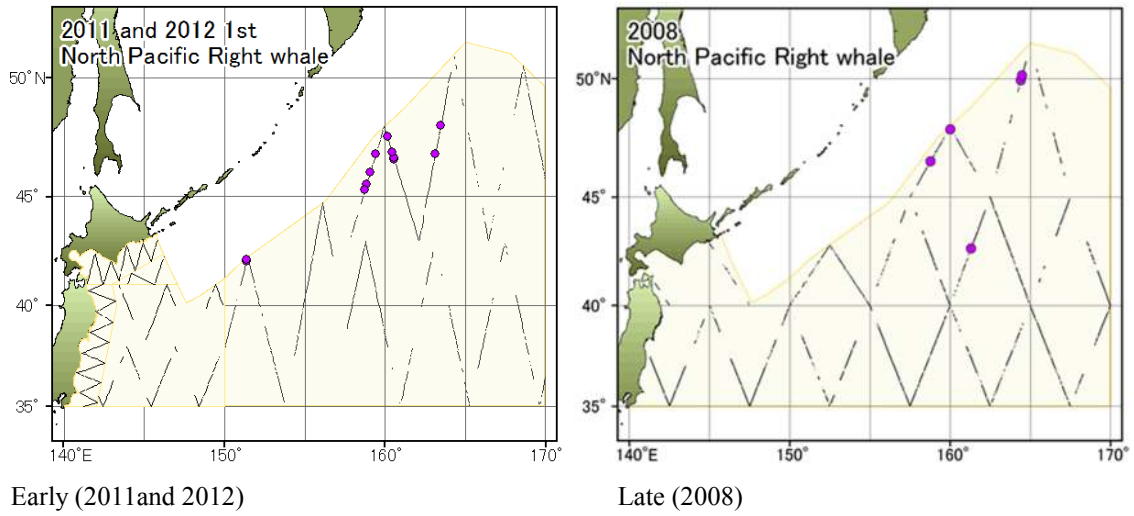 2011 and 2012 1st
North Pacific Right whale
50°N
45°
40°
35°
140°E
150°
160°
170°
Early (2011and 2012)
2008
North Pacific Right whale
50°N
45°
40°
35°
140°E
150°
160°
170°
Late (2008)